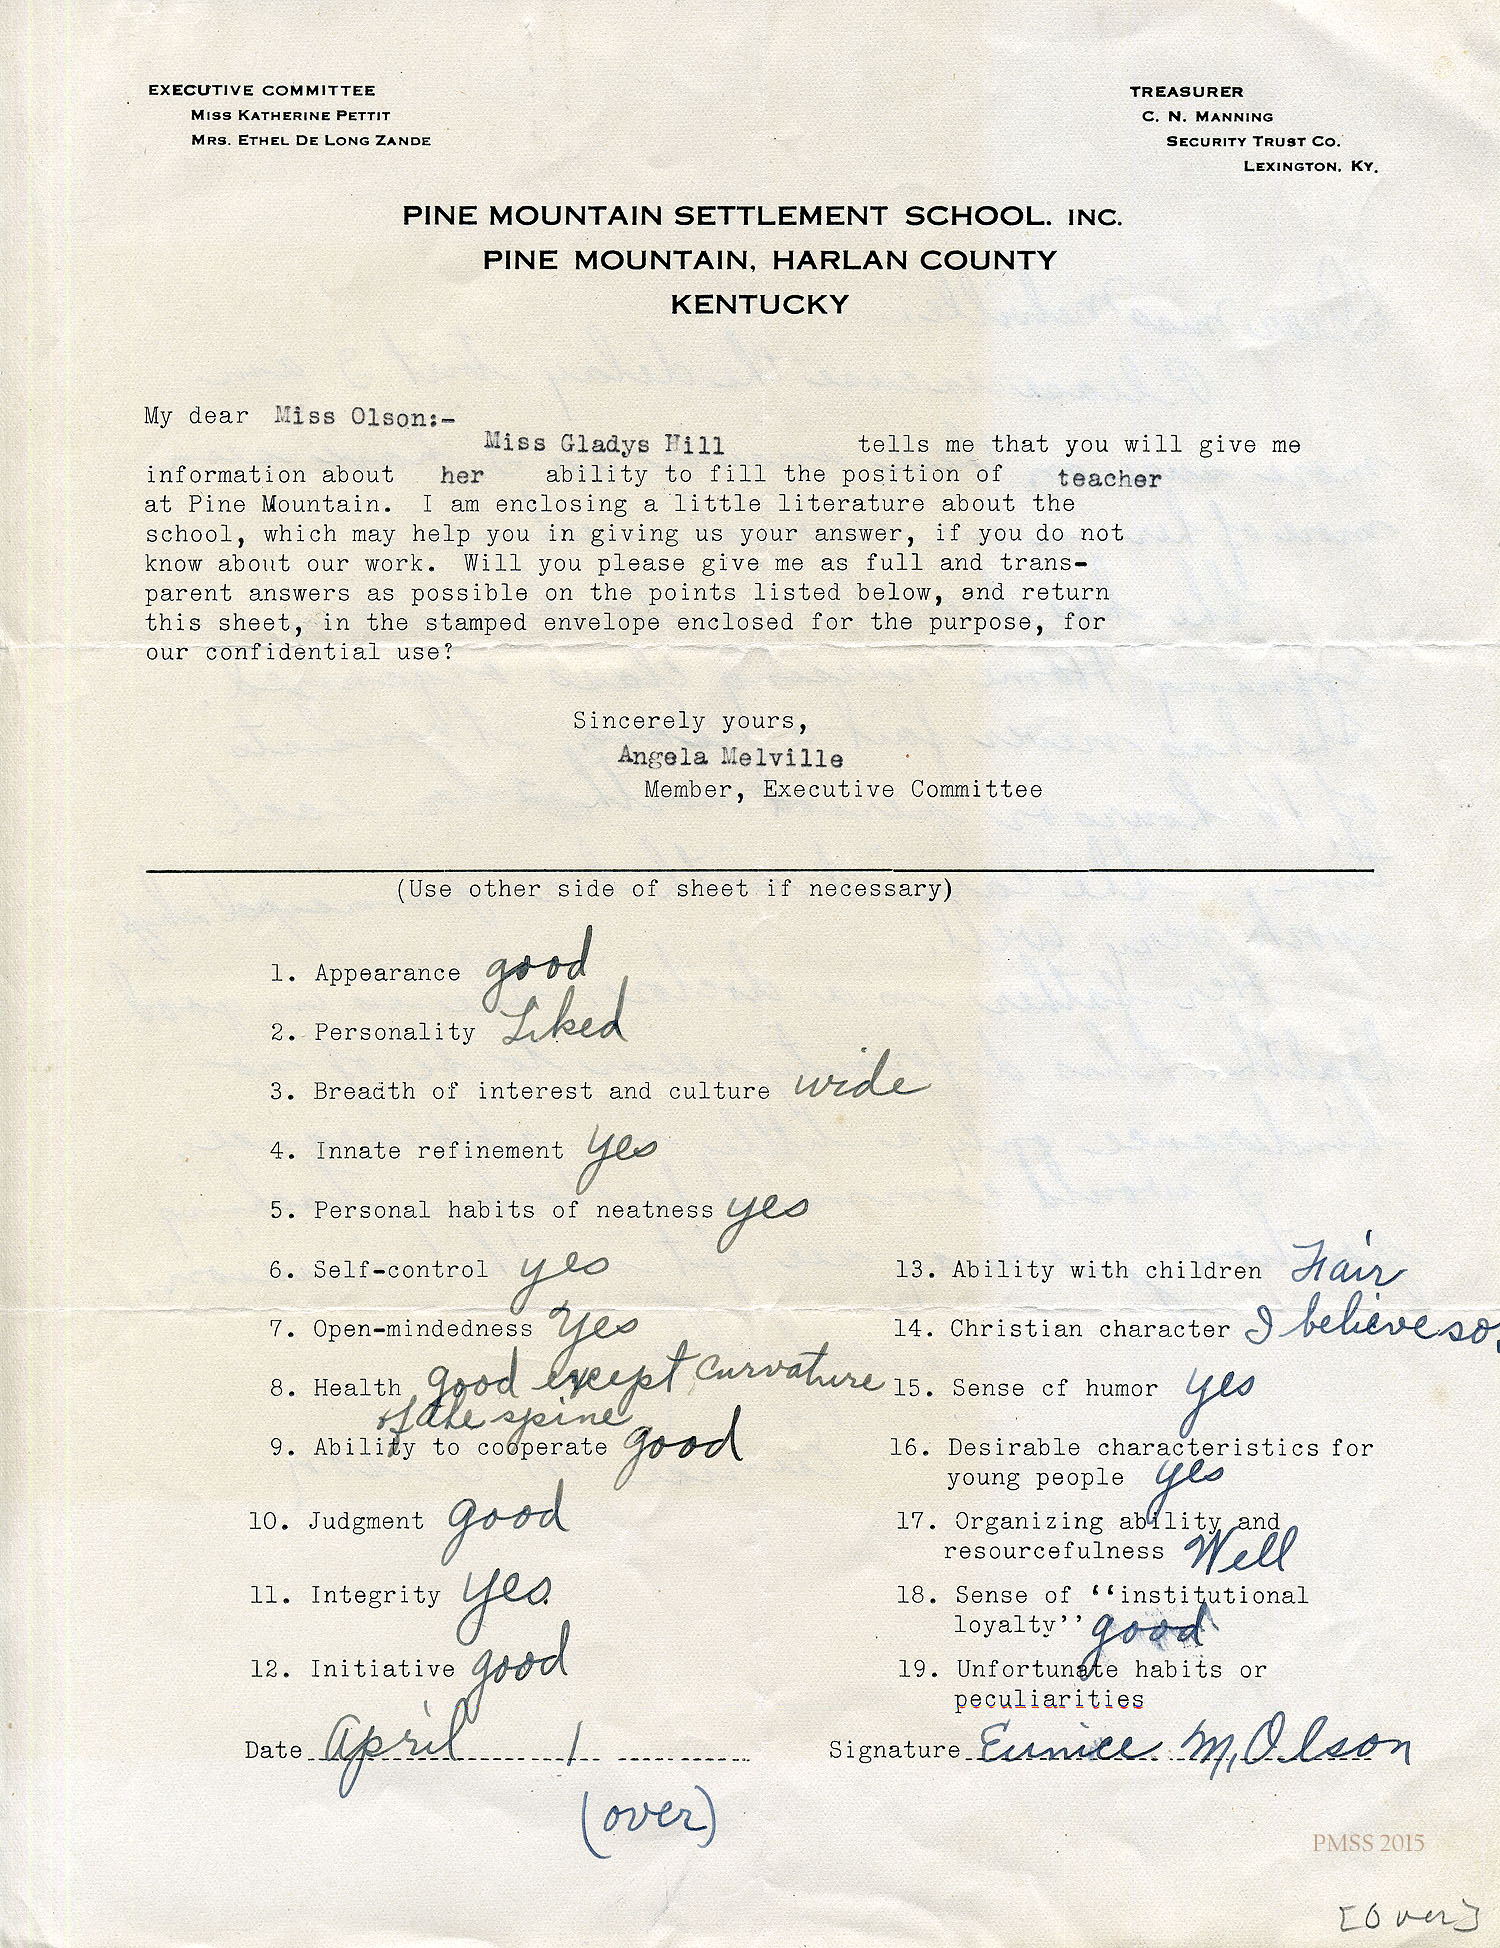 EXECUTIVE COMMITTEE
MISS KATHERINE PETTIT
MRS. ETHEL DE LONG ZANDE
TREASURER
C. N. MANNING
SECURITY TRUST CO.
LEXINGTON, KY.
PINE MOUNTAIN SETTLEMENT SCHOOL. INC.
PINE MOUNTAIN, HARLAN COUNTY
KENTUCKY
My dear Miss Olson:-
Miss Gladys Hill tells me that you will give me
information about her ability to fill the position of teacher
at Pine Mountain. I am enclosing a little literature about the
school, which may help you in giving us your answer, if you do not
know about our work. Will you please give me as full and trans-
parent answers as possible on the points listed below, and return
this sheet, in the stamped envelope enclosed for the purpose, for
our confidential use?
Sincerely yours,
Angela Melville
Member, Executive Committee
(Use other side of sheet if necessary)
1. Appearance good
2. Personality Liked
3. Breadth of interest and culture wide
4. Innate refinement yes
5. Personal habits of neatness yes
6. Self-control yes
7. Open-mindedness Yes
8. Health good except curvature
of the spine
9. Ability to cooperate good
10. Judgment good
11. Integrity yes.
12. Initiative good
13. Ability with children Fair
14. Christian character I believe so.
15. Sense cf humor yes
16. Desirable characteristics for
young people yes
17. Organizing ability and
resourcefulness Well
18. Sense of ‘‘institutional
loyalty’’ good
19. Unfortunate habits or
peculiarities
Date April 1
Signature Eunice M. Olson
(over)
PMSS 2015
[Over]